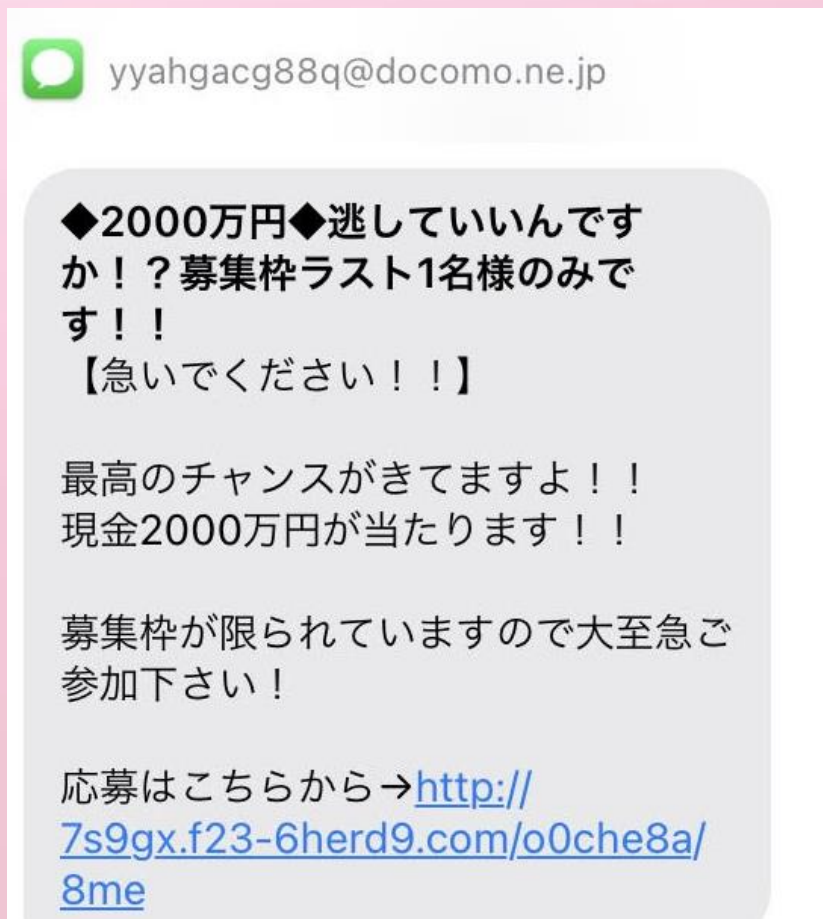 yyahgacg88q@docomo.ne.jp
◆2000万円◆逃していいんです
か！？募集枠ラスト1名様のみで
す！！
【急いでください！！】
最高のチャンスがきてますよ！！
現金2000万円が当たります！！
募集枠が限られていますので大至急ご
参加下さい！
応募はこちらから→http://
7s9gx.f23-6herd9.com/o0che8a/
8me